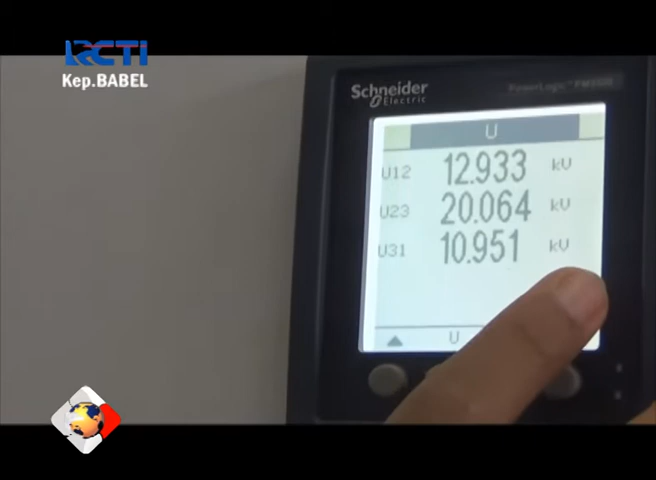 RCTI
Kep.BABEL
Schneider
Electric
U
U12 12.933 kV
U23 20.064 kV
U31 10.951 kV
U